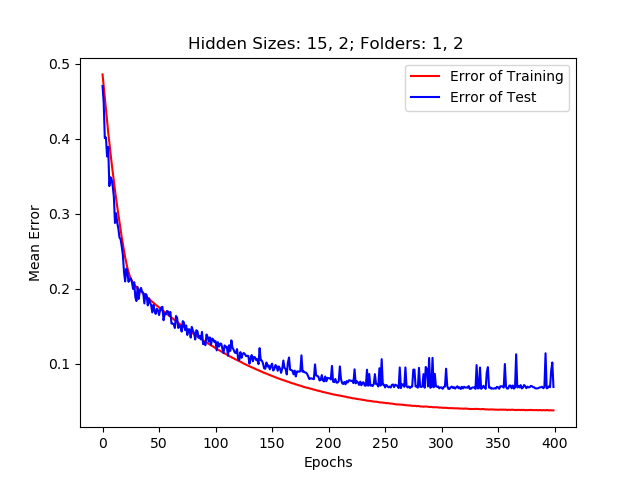 Hidden Sizes: 15, 2; Folders: 1, 2
0.5
0.4
0.3
0.2
0.1
Mean Error
Error of Training
Error of Test
0 50 100 150 200 250 300 350 400
Epochs